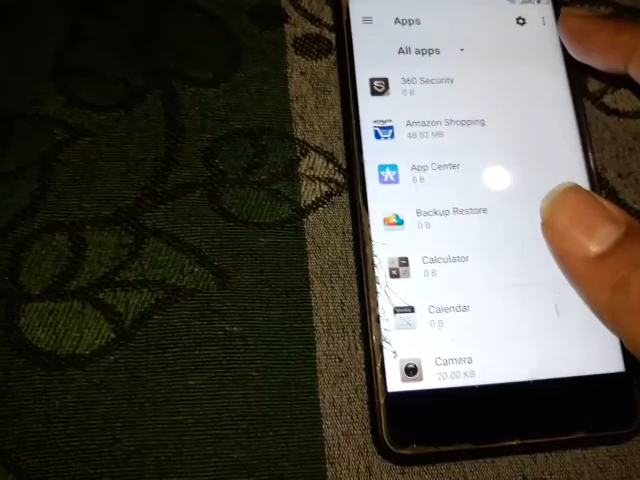 Apps
All apps
360 Security
0 B
Amazon Shopping
46.82 MB
App Center
0 B
Backup Restore
0 B
Calculator
0 B
Calendar
0 B
Camera
20.00 KB